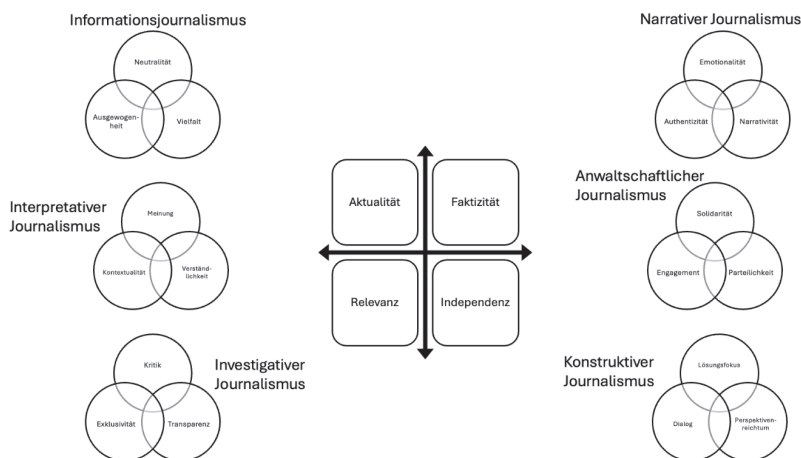 Informationsjournalismus
Neutralität
Ausgewogen-
heit
Vielfalt
Interpretativer
Journalismus
Meinung
Kontextualität
Verständ-
lichkeit
Kritik
Investigativer
Journalismus
Exklusivität
Transparenz
Aktualität
Faktizität
Relevanz
Independenz
Narrativer Journalismus
Emotionalität
Authentizität
Narrativität
Anwaltschaftlicher
Journalismus
Solidarität
Engagement
Parteilichkeit
Konstruktiver
Journalismus
Lösungsfokus
Dialog
Perspektiven-
reichtum